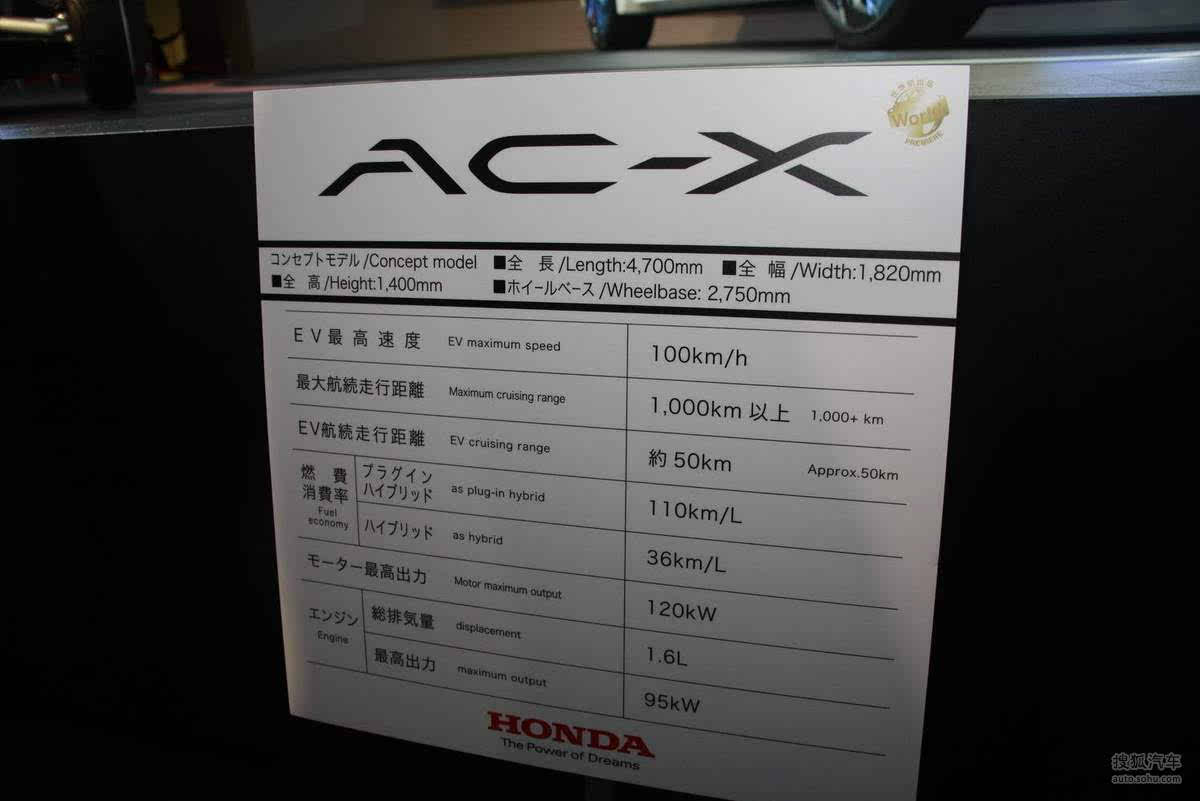 AC-X
世界初出品
World
PREMIERE
コンセプトモデル/Concept model ■全 長/Length:4,700mm ■全 幅/Width:1,820mm
■全 高/Height:1,400mm ■ホイールベース/Wheelbase: 2,750mm
EV最高速度 EV maximum speed 100km/h
最大航続走行距離 Maximum cruising range 1,000km 以上 1,000+ km
EV航続走行距離 EV cruising range 約 50km Approx.50km
燃費
消費率
Fuel
economy
プラグイン
ハイブリッド as plug-in hybrid 110km/L
ハイブリッド as hybrid 36km/L
モーター最高出力 Motor maximum output 120kW
エンジン
Engine
総排気量 displacement 1.6L
最高出力 maximum output 95kW
HONDA
The Power of Dreams
搜狐汽车
auto.sohu.com